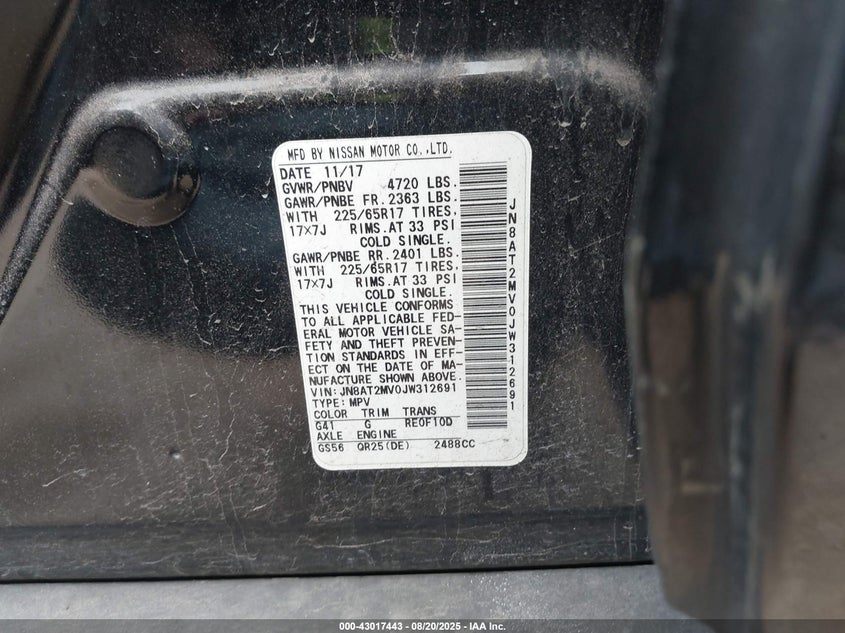 MFD BY NISSAN MOTOR CO.,LTD.
DATE 11/17
GVWR/PNBV 4720 LBS.
GAWR/PNBE FR. 2363 LBS.
WITH 225/65R17 TIRES,
17×7J RIMS.AT 33 PSI
COLD SINGLE.
GAWR/PNBE RR. 2401 LBS.
WITH 225/65R17 TIRES,
17×7J RIMS.AT 33 PSI
COLD SINGLE.
THIS VEHICLE CONFORMS
TO ALL APPLICABLE FED-
ERAL MOTOR VEHICLE SA-
FETY AND THEFT PREVEN-
TION STANDARDS IN EFF-
ECT ON THE DATE OF MA-
NUFACTURE SHOWN ABOVE.
VIN: JN8AT2MV0JW312691
TYPE: MPV
COLOR TRIM TRANS
G41 G RE0F10D
AXLE ENGINE
GS56 QR25(DE) 2488CC
JN8AT2MV0JW312691
000-43017443 - 08/20/2025 - IAA Inc.